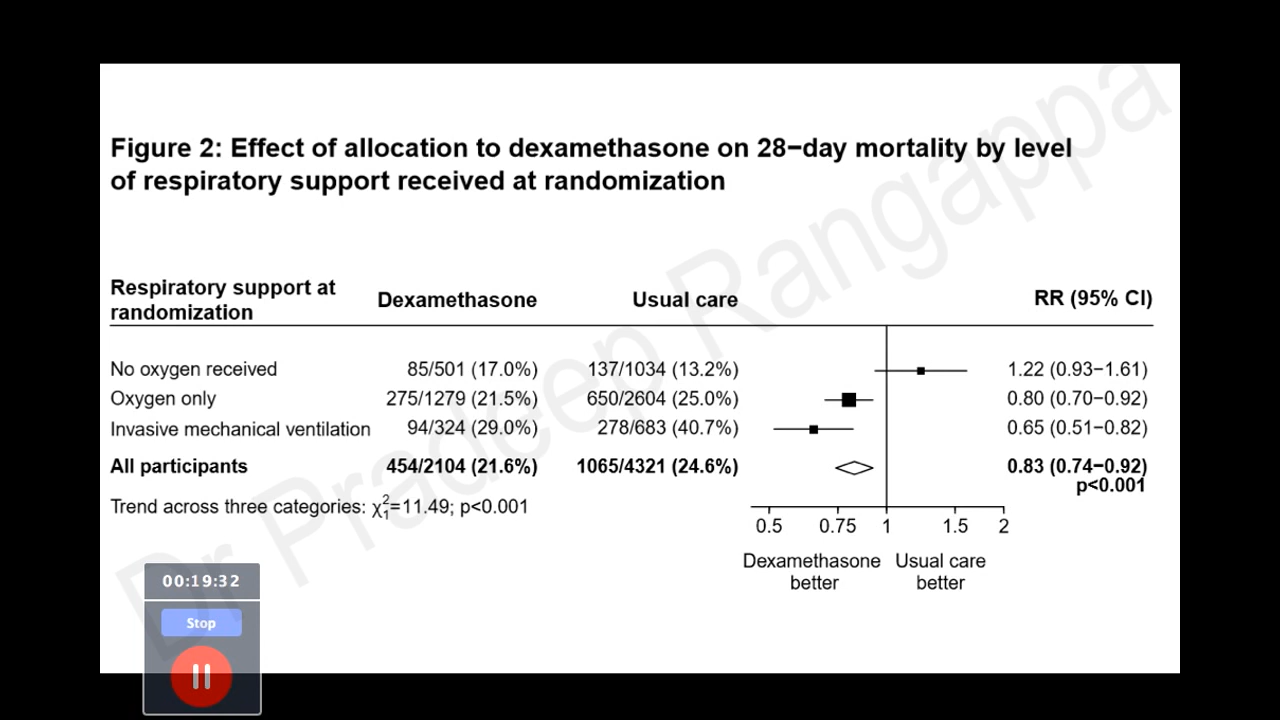 Figure 2: Effect of allocation to dexamethasone on 28−day mortality by level
of respiratory support received at randomization
Respiratory support at
randomization
Dexamethasone
Usual care
RR (95% CI)
No oxygen received 85/501 (17.0%) 137/1034 (13.2%) 1.22 (0.93−1.61)
Oxygen only 275/1279 (21.5%) 650/2604 (25.0%) 0.80 (0.70−0.92)
Invasive mechanical ventilation 94/324 (29.0%) 278/683 (40.7%) 0.65 (0.51−0.82)
All participants 454/2104 (21.6%) 1065/4321 (24.6%) 0.83 (0.74−0.92)
p<0.001
Trend across three categories: χ²₁=11.49; p<0.001
0.5 0.75 1 1.5 2
Dexamethasone
better
Usual care
better
Dr Pradeep Rangappa
00:19:32
Stop